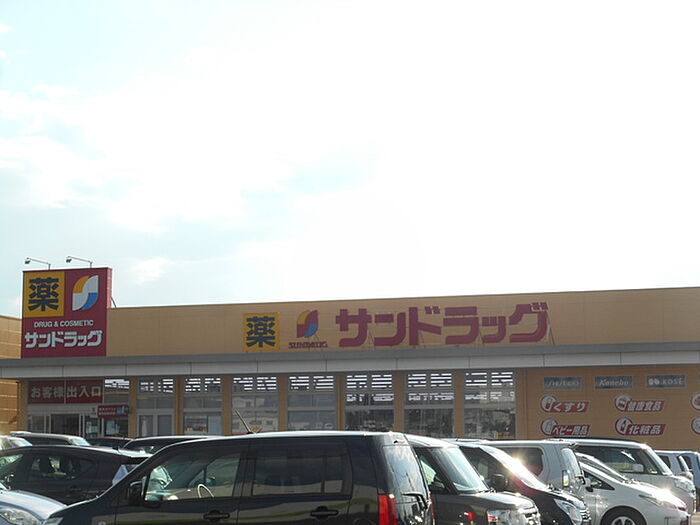 薬
DRUG & COSMETIC
サンドラッグ
薬
SUNDRUG
サンドラッグ
お客様出入口
SHISEIDO
Kanebo
KOSÉ
くすり
健康食品
ベビー用品
化粧品